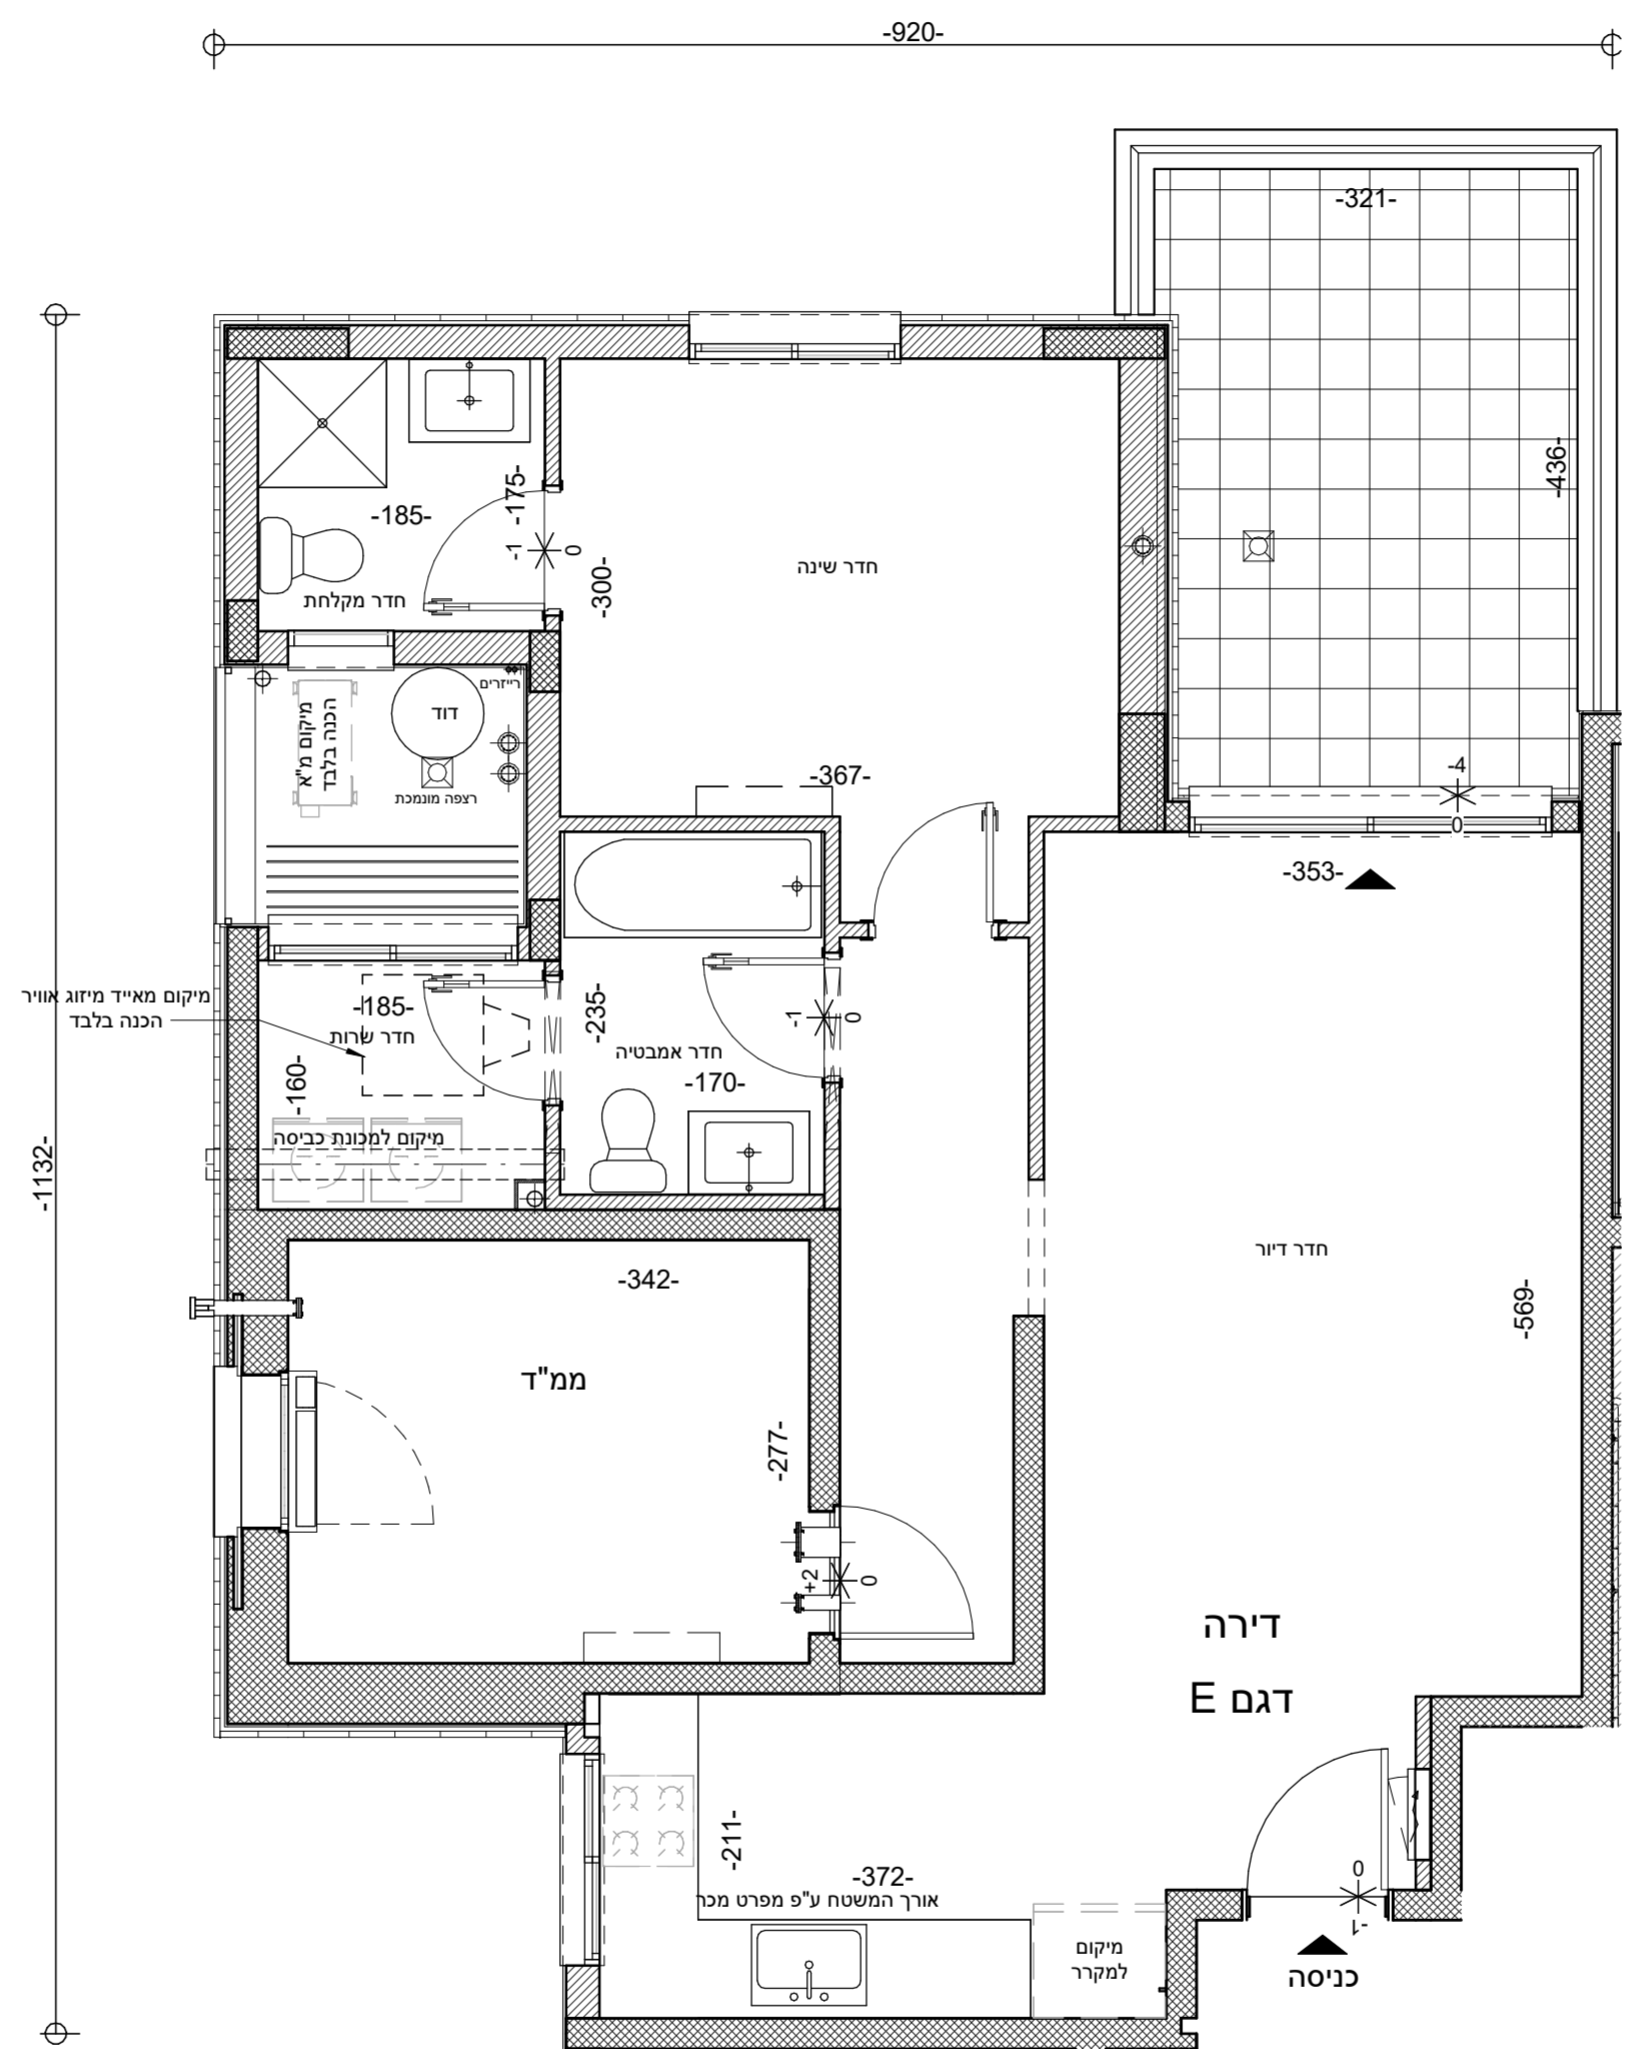 -920-
-321-
-436-
-175-
-185-
-1
0
-300-
חדר שינה
חדר מקלחת
רייזרים
דוד
מיקום מ"א
הכנה בלבד
רצפה מונמכת
-367-
-4
0
-353-
מיקום מאייד מיזוג אוויר
הכנה בלבד
-185-
חדר שרות
-160-
מיקום למכונת כביסה
-235-
-1
0
חדר אמבטיה
-170-
-1132-
חדר דיור
-569-
-342-
ממ"ד
-277-
+2
0
דירה
דגם E
-211-
-372-
אורך המשטח ע"פ מפרט מכר
מיקום
למקרר
0
-1
כניסה